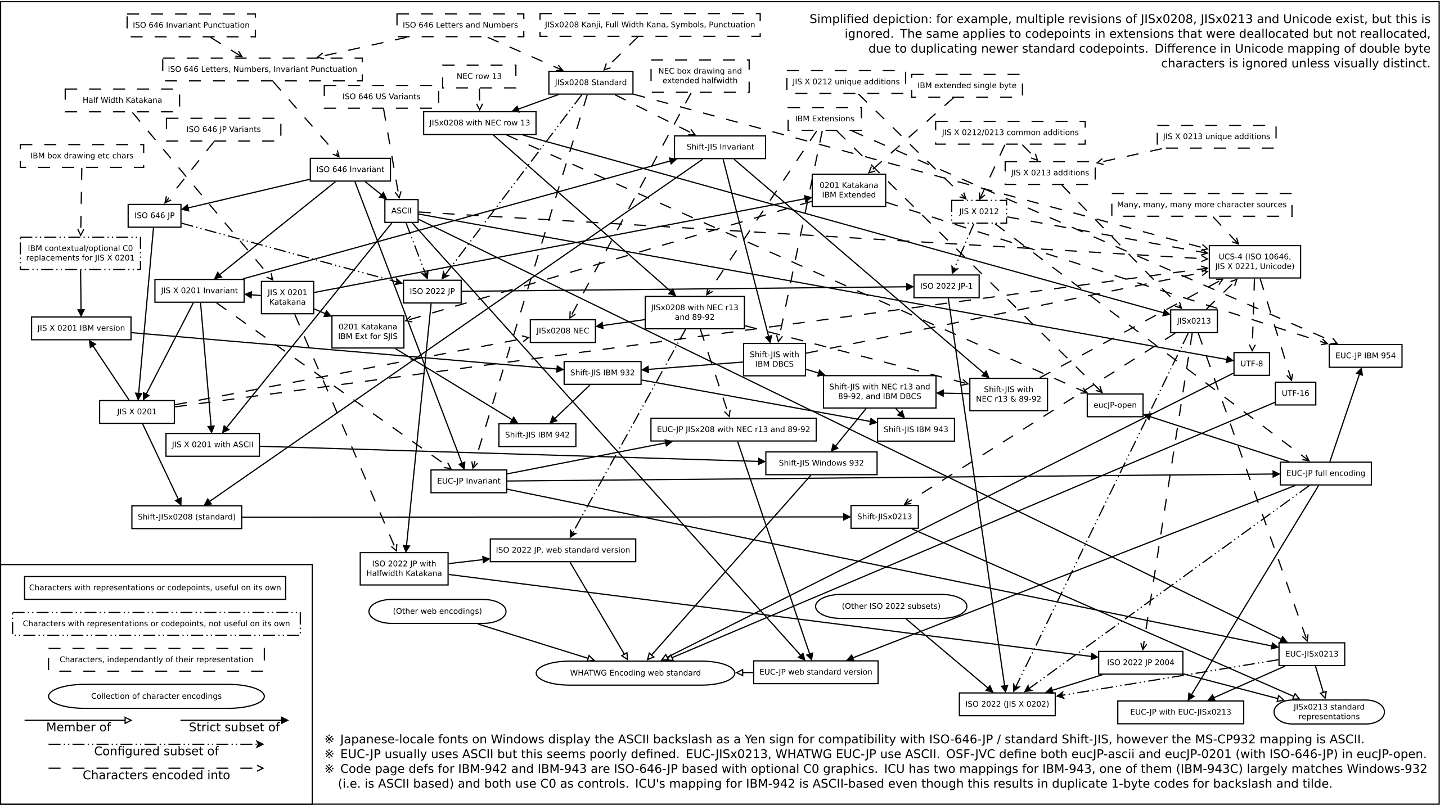 ISO 646 Invariant Punctuation
ISO 646 Letters and Numbers
JISx0208 Kanji, Full Width Kana, Symbols, Punctuation
Simplified depiction: for example, multiple revisions of JISx0208, JISx0213 and Unicode exist, but this is
ignored. The same applies to codepoints in extensions that were deallocated but not reallocated,
due to duplicating newer standard codepoints. Difference in Unicode mapping of double byte
characters is ignored unless visually distinct.
ISO 646 Letters, Numbers, Invariant Punctuation
NEC row 13
JISx0208 Standard
NEC box drawing and
extended halfwidth
JIS X 0212 unique additions
IBM extended single byte
Half Width Katakana
ISO 646 US Variants
JISx0208 with NEC row 13
IBM Extensions
ISO 646 JP Variants
JIS X 0212/0213 common additions
JIS X 0213 unique additions
IBM box drawing etc chars
ISO 646 Invariant
Shift-JIS Invariant
JIS X 0213 additions
0201 Katakana
IBM Extended
ISO 646 JP
ASCII
JIS X 0212
Many, many, many more character sources
IBM contextual/optional C0
replacements for JIS X 0201
UCS-4 (ISO 10646,
JIS X 0221, Unicode)
JIS X 0201 Invariant
JIS X 0201
Katakana
ISO 2022 JP
ISO 2022 JP-1
JIS X 0201 IBM version
0201 Katakana
IBM Ext for SJIS
JISx0208 NEC
JISx0208 with NEC r13
and 89-92
JISx0213
Shift-JIS with
IBM DBCS
UTF-8
EUC-JP IBM 954
Shift-JIS IBM 932
Shift-JIS with NEC r13 and
89-92, and IBM DBCS
Shift-JIS with
NEC r13 & 89-92
UTF-16
JIS X 0201
eucJP-open
JIS X 0201 with ASCII
Shift-JIS IBM 942
EUC-JP JISx208 with NEC r13 and 89-92
Shift-JIS IBM 943
Shift-JIS Windows 932
EUC-JP Invariant
EUC-JP full encoding
Shift-JISx0208 (standard)
Shift-JISx0213
ISO 2022 JP with
Halfwidth Katakana
ISO 2022 JP, web standard version
(Other web encodings)
(Other ISO 2022 subsets)
WHATWG Encoding web standard
EUC-JP web standard version
ISO 2022 JP 2004
EUC-JISx0213
ISO 2022 (JIS X 0202)
EUC-JP with EUC-JISx0213
JISx0213 standard
representations
Characters with representations or codepoints, useful on its own
Characters with representations or codepoints, not useful on its own
Characters, independantly of their representation
Collection of character encodings
Member of
Strict subset of
Configured subset of
Characters encoded into
※ Japanese-locale fonts on Windows display the ASCII backslash as a Yen sign for compatibility with ISO-646-JP / standard Shift-JIS, however the MS-CP932 mapping is ASCII.
※ EUC-JP usually uses ASCII but this seems poorly defined. EUC-JISx0213, WHATWG EUC-JP use ASCII. OSF-JVC define both eucJP-ascii and eucJP-0201 (with ISO-646-JP) in eucJP-open.
※ Code page defs for IBM-942 and IBM-943 are ISO-646-JP based with optional C0 graphics. ICU has two mappings for IBM-943, one of them (IBM-943C) largely matches Windows-932
(i.e. is ASCII based) and both use C0 as controls. ICU's mapping for IBM-942 is ASCII-based even though this results in duplicate 1-byte codes for backslash and tilde.